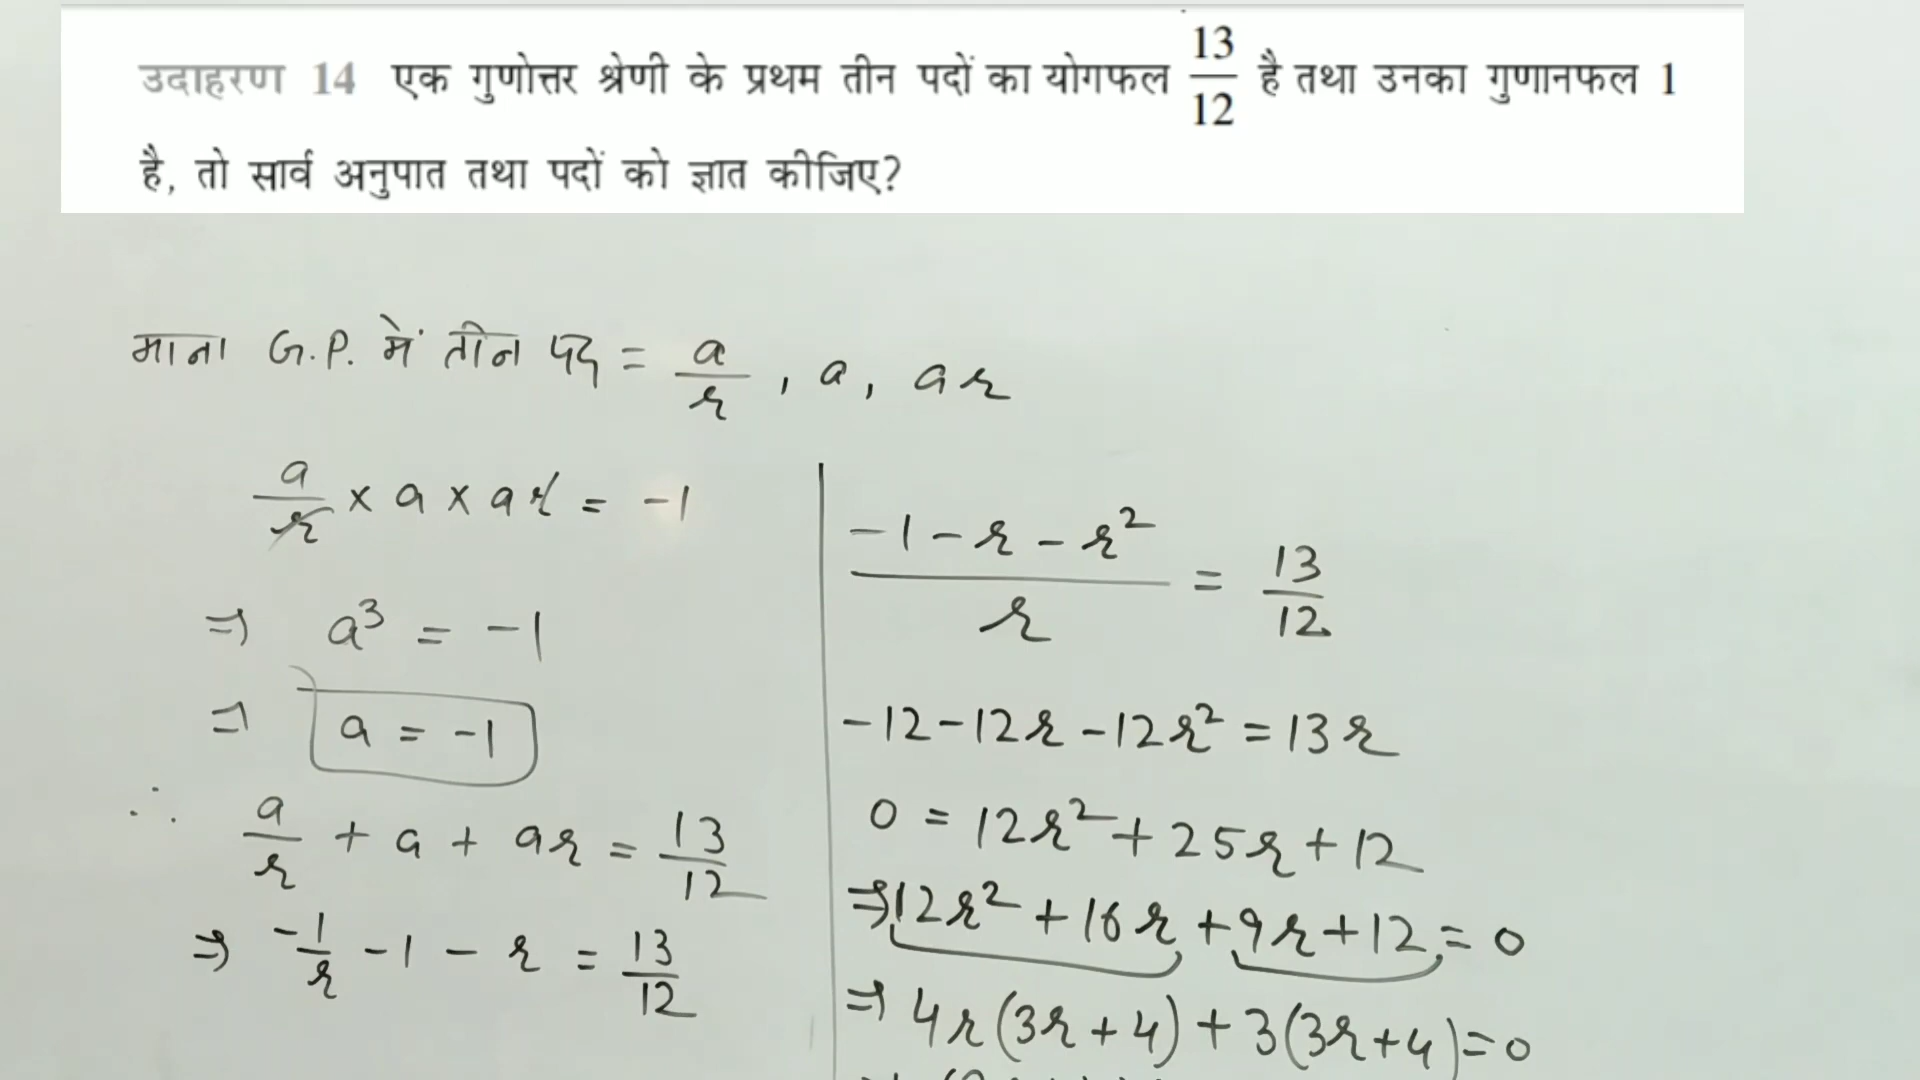 उदाहरण 14 एक गुणोत्तर श्रेणी के प्रथम तीन पदों का योगफल 13/12 है तथा उनका गुणानफल 1
है, तो सार्व अनुपात तथा पदों को ज्ञात कीजिए?
माना G.P. में तीन पद = a/r, a, ar
a/r × a × ar = -1
⇒ a³ = -1
⇒ a = -1
∴ a/r + a + ar = 13/12
⇒ -1/r - 1 - r = 13/12
(-1 - r - r²)/r = 13/12
-12 - 12r - 12r² = 13r
0 = 12r² + 25r + 12
⇒ 12r² + 16r + 9r + 12 = 0
⇒ 4r(3r + 4) + 3(3r + 4) = 0